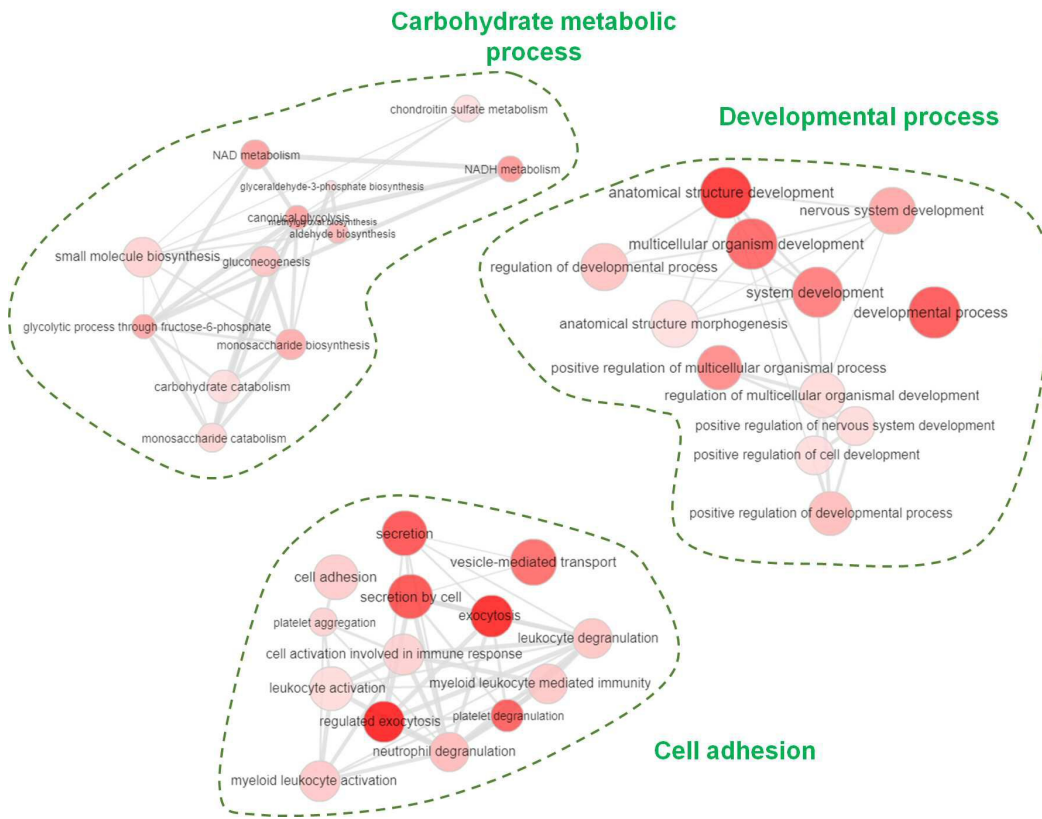 Carbohydrate metabolic
process
chondroitin sulfate metabolism
NAD metabolism
NADH metabolism
glyceraldehyde-3-phosphate biosynthesis
canonical glycolysis
methylglyoxal biosynthesis
aldehyde biosynthesis
small molecule biosynthesis
gluconeogenesis
glycolytic process through fructose-6-phosphate
monosaccharide biosynthesis
carbohydrate catabolism
monosaccharide catabolism
Developmental process
anatomical structure development
nervous system development
multicellular organism development
regulation of developmental process
system development
developmental process
anatomical structure morphogenesis
positive regulation of multicellular organismal process
regulation of multicellular organismal development
positive regulation of nervous system development
positive regulation of cell development
positive regulation of developmental process
secretion
vesicle-mediated transport
cell adhesion
secretion by cell
exocytosis
platelet aggregation
leukocyte degranulation
cell activation involved in immune response
leukocyte activation
myeloid leukocyte mediated immunity
regulated exocytosis
platelet degranulation
neutrophil degranulation
myeloid leukocyte activation
Cell adhesion